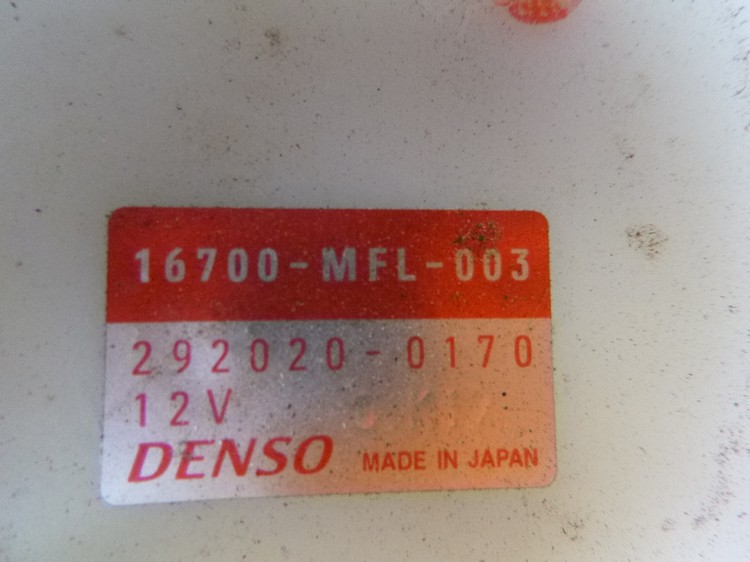 16700-MFL-003
292020-0170
12V
DENSO MADE IN JAPAN